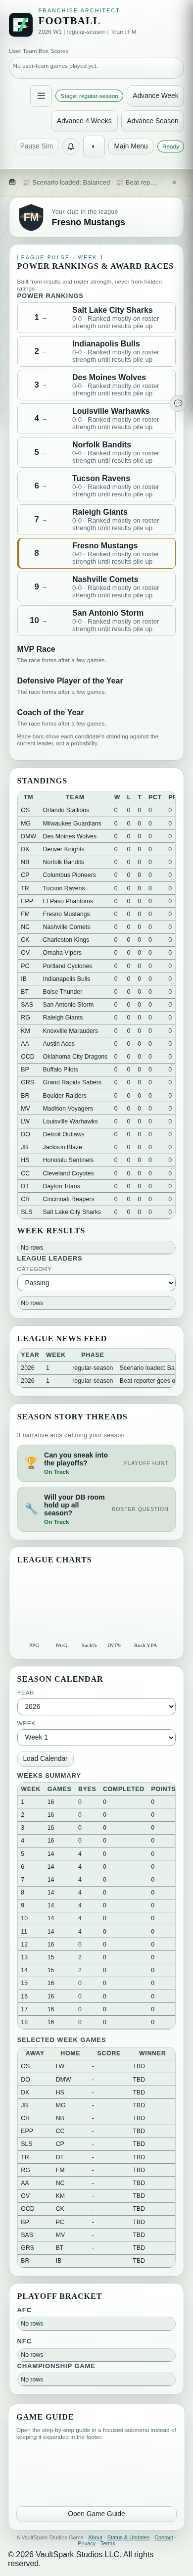 FRANCHISE ARCHITECT
FOOTBALL
2026 W1 | regular-season | Team: FM
User Team Box Scores
No user-team games played yet.
Stage: regular-season
Advance Week
Advance 4 Weeks
Advance Season
Pause Sim
Main Menu
Ready
Scenario loaded: Balanced · Beat rep…
×
FM
Your club in the league
Fresno Mustangs
LEAGUE PULSE · WEEK 1
POWER RANKINGS & AWARD RACES
Built from results and roster strength, never from hidden ratings
POWER RANKINGS
1 – Salt Lake City Sharks
0-0 · Ranked mostly on roster strength until results pile up
2 – Indianapolis Bulls
0-0 · Ranked mostly on roster strength until results pile up
3 – Des Moines Wolves
0-0 · Ranked mostly on roster strength until results pile up
4 – Louisville Warhawks
0-0 · Ranked mostly on roster strength until results pile up
5 – Norfolk Bandits
0-0 · Ranked mostly on roster strength until results pile up
6 – Tucson Ravens
0-0 · Ranked mostly on roster strength until results pile up
7 – Raleigh Giants
0-0 · Ranked mostly on roster strength until results pile up
8 – Fresno Mustangs
0-0 · Ranked mostly on roster strength until results pile up
9 – Nashville Comets
0-0 · Ranked mostly on roster strength until results pile up
10 – San Antonio Storm
0-0 · Ranked mostly on roster strength until results pile up
MVP Race
The race forms after a few games.
Defensive Player of the Year
The race forms after a few games.
Coach of the Year
The race forms after a few games.
Race bars show each candidate's standing against the current leader, not a probability.
STANDINGS
TM TEAM W L T PCT PF
OS Orlando Stallions 0 0 0 0 0
MG Milwaukee Guardians 0 0 0 0 0
DMW Des Moines Wolves 0 0 0 0 0
DK Denver Knights 0 0 0 0 0
NB Norfolk Bandits 0 0 0 0 0
CP Columbus Pioneers 0 0 0 0 0
TR Tucson Ravens 0 0 0 0 0
EPP El Paso Phantoms 0 0 0 0 0
FM Fresno Mustangs 0 0 0 0 0
NC Nashville Comets 0 0 0 0 0
CK Charleston Kings 0 0 0 0 0
OV Omaha Vipers 0 0 0 0 0
PC Portland Cyclones 0 0 0 0 0
IB Indianapolis Bulls 0 0 0 0 0
BT Boise Thunder 0 0 0 0 0
SAS San Antonio Storm 0 0 0 0 0
RG Raleigh Giants 0 0 0 0 0
KM Knoxville Marauders 0 0 0 0 0
AA Austin Aces 0 0 0 0 0
OCD Oklahoma City Dragons 0 0 0 0 0
BP Buffalo Pilots 0 0 0 0 0
GRS Grand Rapids Sabers 0 0 0 0 0
BR Boulder Raiders 0 0 0 0 0
MV Madison Voyagers 0 0 0 0 0
LW Louisville Warhawks 0 0 0 0 0
DO Detroit Outlaws 0 0 0 0 0
JB Jackson Blaze 0 0 0 0 0
HS Honolulu Sentinels 0 0 0 0 0
CC Cleveland Coyotes 0 0 0 0 0
DT Dayton Titans 0 0 0 0 0
CR Cincinnati Reapers 0 0 0 0 0
SLS Salt Lake City Sharks 0 0 0 0 0
WEEK RESULTS
No rows
LEAGUE LEADERS
CATEGORY
Passing
No rows
LEAGUE NEWS FEED
YEAR WEEK PHASE
2026 1 regular-season Scenario loaded: Ba
2026 1 regular-season Beat reporter goes o
SEASON STORY THREADS
3 narrative arcs defining your season
Can you sneak into the playoffs?
On Track
PLAYOFF HUNT
Will your DB room hold up all season?
On Track
ROSTER QUESTION
LEAGUE CHARTS
PPG PA/G Sack% INT% Rush YPA
SEASON CALENDAR
YEAR
2026
WEEK
Week 1
Load Calendar
WEEKS SUMMARY
WEEK GAMES BYES COMPLETED POINTS
1 16 0 0 0
2 16 0 0 0
3 16 0 0 0
4 16 0 0 0
5 14 4 0 0
6 14 4 0 0
7 14 4 0 0
8 14 4 0 0
9 14 4 0 0
10 14 4 0 0
11 14 4 0 0
12 16 0 0 0
13 15 2 0 0
14 15 2 0 0
15 16 0 0 0
16 16 0 0 0
17 16 0 0 0
18 16 0 0 0
SELECTED WEEK GAMES
AWAY HOME SCORE WINNER
OS LW - TBD
DO DMW - TBD
DK HS - TBD
JB MG - TBD
CR NB - TBD
EPP CC - TBD
SLS CP - TBD
TR DT - TBD
RG FM - TBD
AA NC - TBD
OV KM - TBD
OCD CK - TBD
BP PC - TBD
SAS MV - TBD
GRS BT - TBD
BR IB - TBD
PLAYOFF BRACKET
AFC
No rows
NFC
No rows
CHAMPIONSHIP GAME
No rows
GAME GUIDE
Open the step-by-step guide in a focused submenu instead of keeping it expanded in the footer.
Open Game Guide
A VaultSpark Studios Game · About · Status & Updates · Contact · Privacy · Terms
© 2026 VaultSpark Studios LLC. All rights reserved.